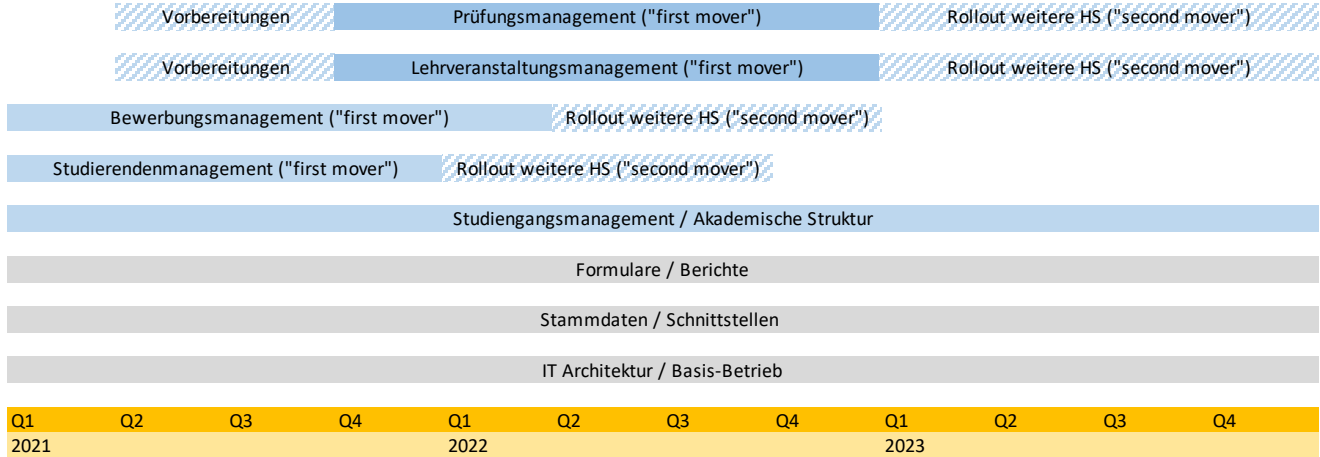 Vorbereitungen Prüfungsmanagement ("first mover") Rollout weitere HS ("second mover")
Vorbereitungen Lehrveranstaltungsmanagement ("first mover") Rollout weitere HS ("second mover")
Bewerbungsmanagement ("first mover") Rollout weitere HS ("second mover")
Studierendenmanagement ("first mover") Rollout weitere HS ("second mover")
Studiengangsmanagement / Akademische Struktur
Formulare / Berichte
Stammdaten / Schnittstellen
IT Architektur / Basis-Betrieb
Q1 Q2 Q3 Q4 Q1 Q2 Q3 Q4 Q1 Q2 Q3 Q4
2021 2022 2023